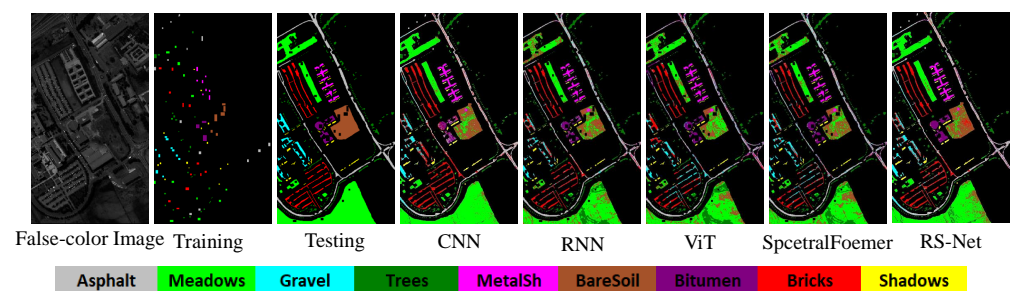 False-color Image Training Testing CNN RNN ViT SpcetralFoemer RS-Net
Asphalt Meadows Gravel Trees MetalSh BareSoil Bitumen Bricks Shadows